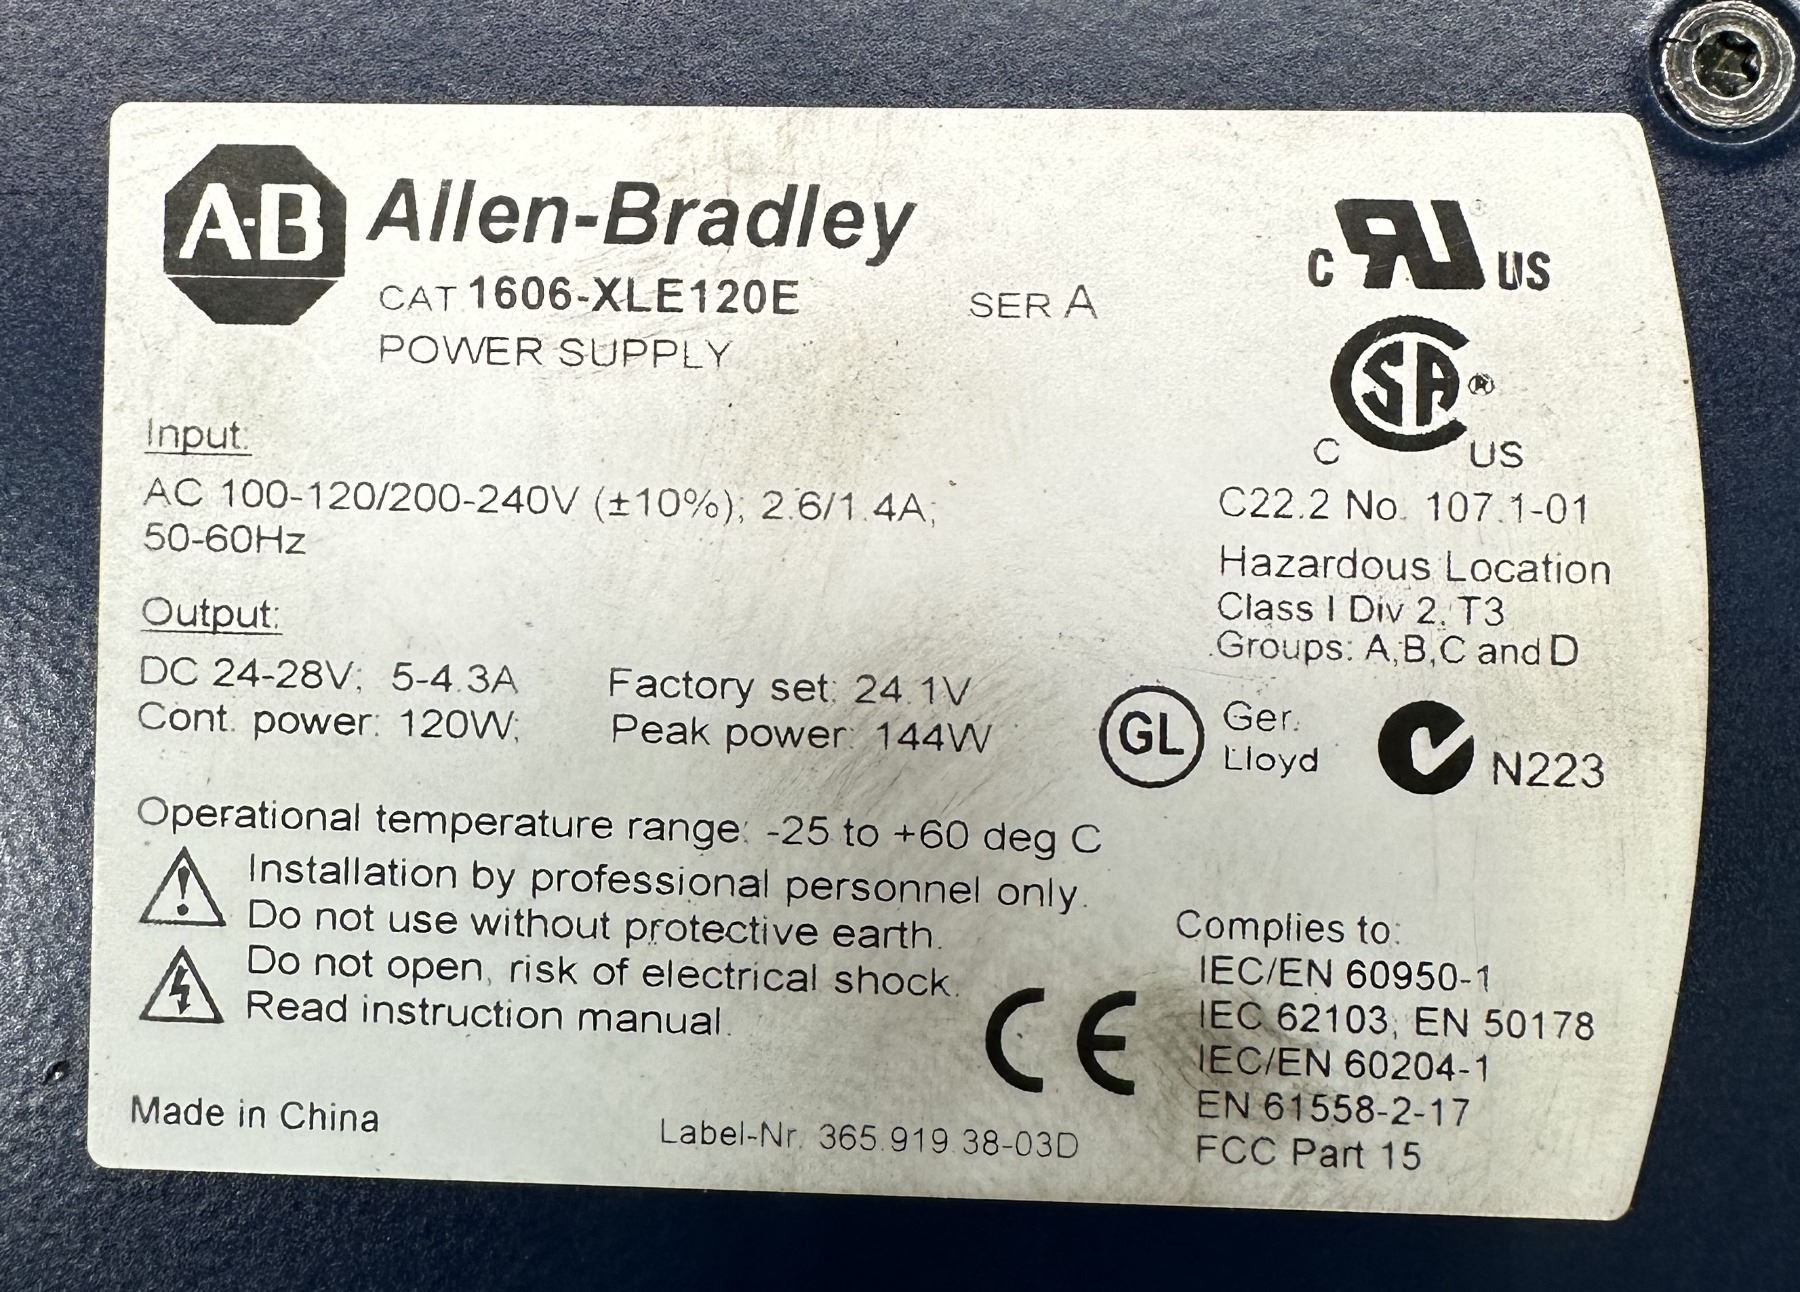 A-B Allen-Bradley
CAT 1606-XLE120E SER A
POWER SUPPLY
Input:
AC 100-120/200-240V (±10%); 2.6/1.4A;
50-60Hz
Output:
DC 24-28V; 5-4.3A Factory set: 24.1V
Cont. power: 120W; Peak power: 144W
Operational temperature range: -25 to +60 deg C
Installation by professional personnel only.
Do not use without protective earth.
Do not open, risk of electrical shock.
Read instruction manual.
Made in China
Label-Nr. 365.919.38-03D
C RU US
®
C SA ® US
C22.2 No. 107.1-01
Hazardous Location
Class I Div 2, T3
Groups: A,B,C and D
GL Ger.
Lloyd
N223
CE
Complies to:
IEC/EN 60950-1
IEC 62103, EN 50178
IEC/EN 60204-1
EN 61558-2-17
FCC Part 15